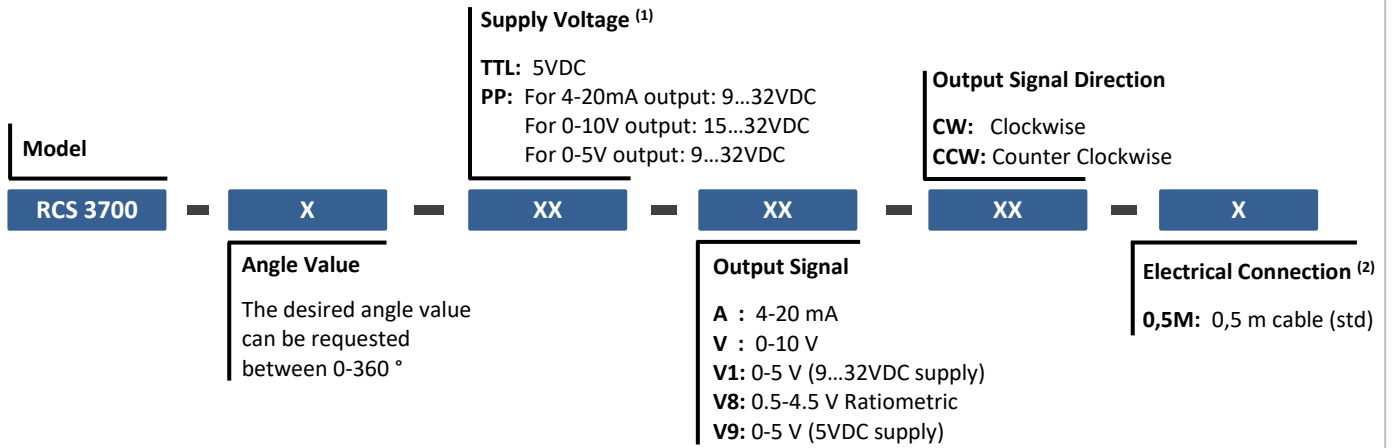 Supply Voltage (1)
TTL: 5VDC
PP: For 4-20mA output: 9...32VDC
For 0-10V output: 15...32VDC
For 0-5V output: 9...32VDC
Output Signal Direction
CW: Clockwise
CCW: Counter Clockwise
Model
RCS 3700 - X - XX - XX - XX - X
Angle Value
The desired angle value
can be requested
between 0-360 °
Output Signal
A : 4-20 mA
V : 0-10 V
V1: 0-5 V (9...32VDC supply)
V8: 0.5-4.5 V Ratiometric
V9: 0-5 V (5VDC supply)
Electrical Connection (2)
0,5M: 0,5 m cable (std)